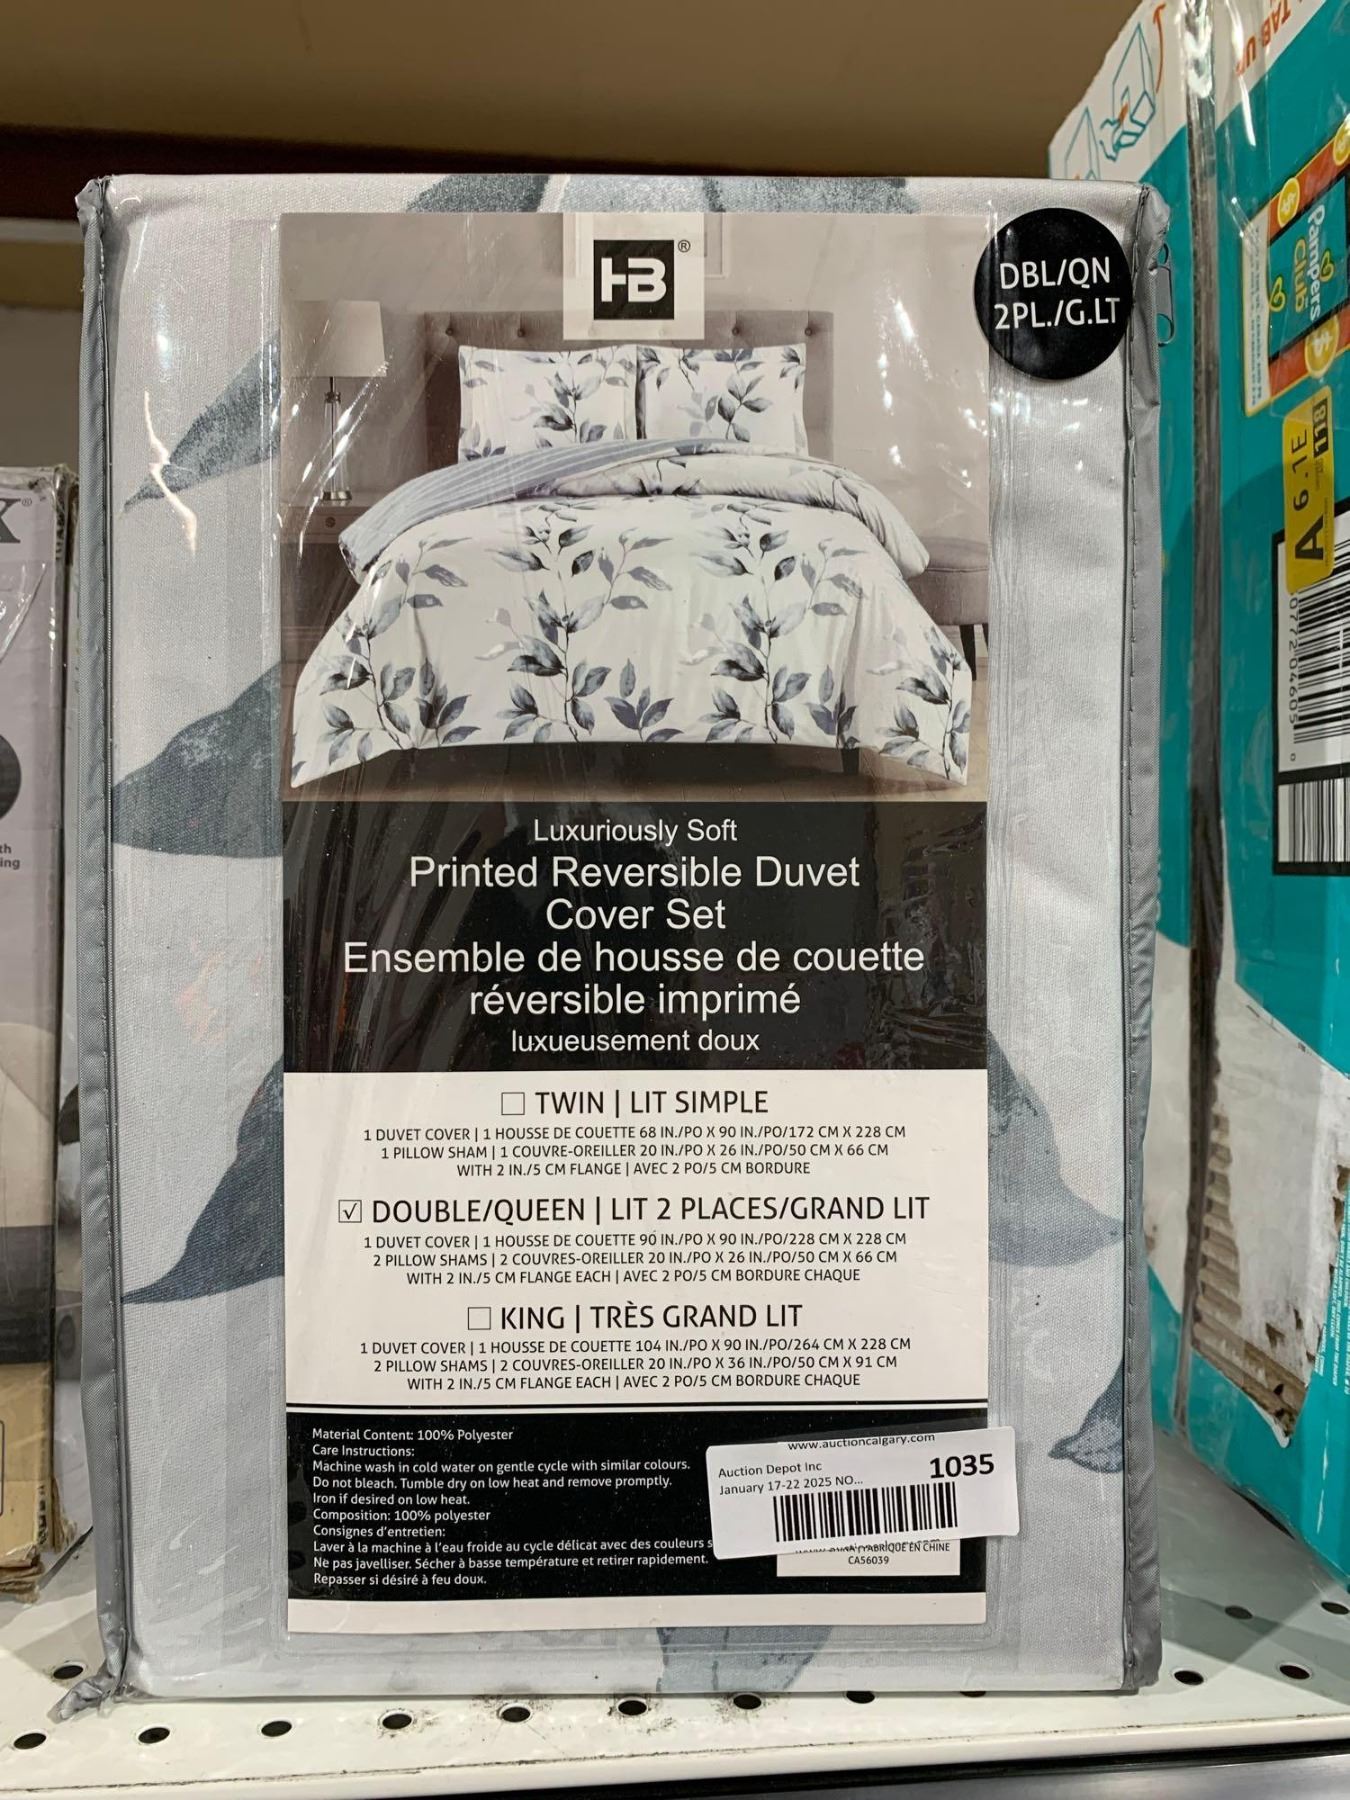 HB®
DBL/QN
2PL./G.LT
Luxuriously Soft
Printed Reversible Duvet
Cover Set
Ensemble de housse de couette
réversible imprimé
luxueusement doux
TWIN | LIT SIMPLE
1 DUVET COVER | 1 HOUSSE DE COUETTE 68 IN./PO X 90 IN./PO/172 CM X 228 CM
1 PILLOW SHAM | 1 COUVRE-OREILLER 20 IN./PO X 26 IN./PO/50 CM X 66 CM
WITH 2 IN./5 CM FLANGE | AVEC 2 PO/5 CM BORDURE
DOUBLE/QUEEN | LIT 2 PLACES/GRAND LIT
1 DUVET COVER | 1 HOUSSE DE COUETTE 90 IN./PO X 90 IN./PO/228 CM X 228 CM
2 PILLOW SHAMS | 2 COUVRES-OREILLER 20 IN./PO X 26 IN./PO/50 CM X 66 CM
WITH 2 IN./5 CM FLANGE EACH | AVEC 2 PO/5 CM BORDURE CHAQUE
KING | TRÈS GRAND LIT
1 DUVET COVER | 1 HOUSSE DE COUETTE 104 IN./PO X 90 IN./PO/264 CM X 228 CM
2 PILLOW SHAMS | 2 COUVRES-OREILLER 20 IN./PO X 36 IN./PO/50 CM X 91 CM
WITH 2 IN./5 CM FLANGE EACH | AVEC 2 PO/5 CM BORDURE CHAQUE
Material Content: 100% Polyester
Care Instructions:
Machine wash in cold water on gentle cycle with similar colours.
Do not bleach. Tumble dry on low heat and remove promptly.
Iron if desired on low heat.
Composition: 100% polyester
Consignes d'entretien:
Laver à la machine à l'eau froide au cycle délicat avec des couleurs s
Ne pas javelliser. Sécher à basse température et retirer rapidement.
Repasser si désiré à feu doux.
www.auctioncalgary.com
Auction Depot Inc
1035
January 17-22 2025 NO...
FABRIQUÉ EN CHINE
CA56039
Pampers
Club
A 9.1E
811
th
ing